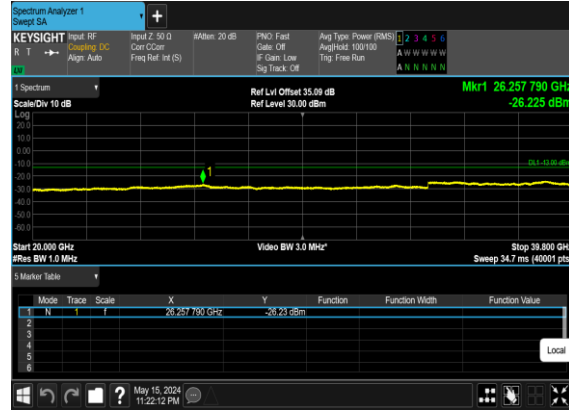 Spectrum Analyzer 1
Swept SA
+
KEYSIGHT Input: RF Input Z: 50 Ω #Atten: 20 dB PNO: Fast Avg Type: Power (RMS) 1 2 3 4 5 6
R T Coupling: DC Corr CCorr Gate: Off Avg|Hold: 100/100 A W W W W W
Align: Auto Freq Ref: Int (S) IF Gain: Low Trig: Free Run
LM Sig Track: Off A N N N N N
1 Spectrum Ref Lvl Offset 35.09 dB Mkr1 26.257 790 GHz
Scale/Div 10 dB Ref Level 30.00 dBm -26.225 dBm
Log
20.0
10.0
0.00
-10.0
DL1 -13.00 dBm
1
-20.0
-30.0
-40.0
-50.0
-60.0
Start 20.000 GHz Video BW 3.0 MHz* Stop 39.800 GHz
#Res BW 1.0 MHz Sweep 34.7 ms (40001 pts)
5 Marker Table
Mode Trace Scale X Y Function Function Width Function Value
1 N 1 f 26.257 790 GHz -26.23 dBm
2
3
4
5
6
Local
? May 15, 2024
11:22:12 PM